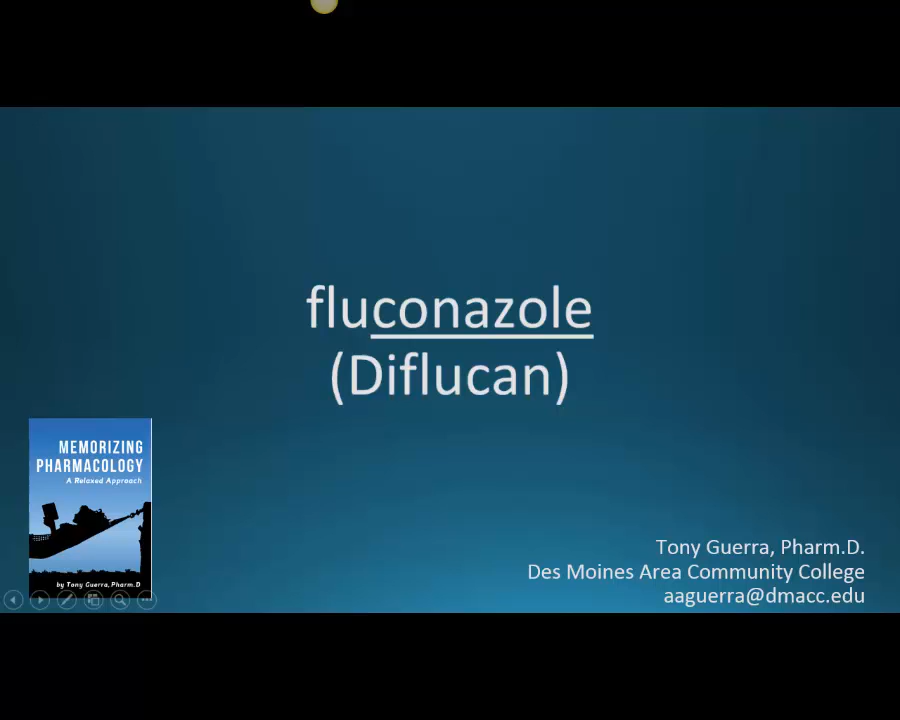 fluconazole
(Diflucan)
MEMORIZING
PHARMACOLOGY
A Relaxed Approach
by Tony Guerra, Pharm.D
Tony Guerra, Pharm.D.
Des Moines Area Community College
aaguerra@dmacc.edu